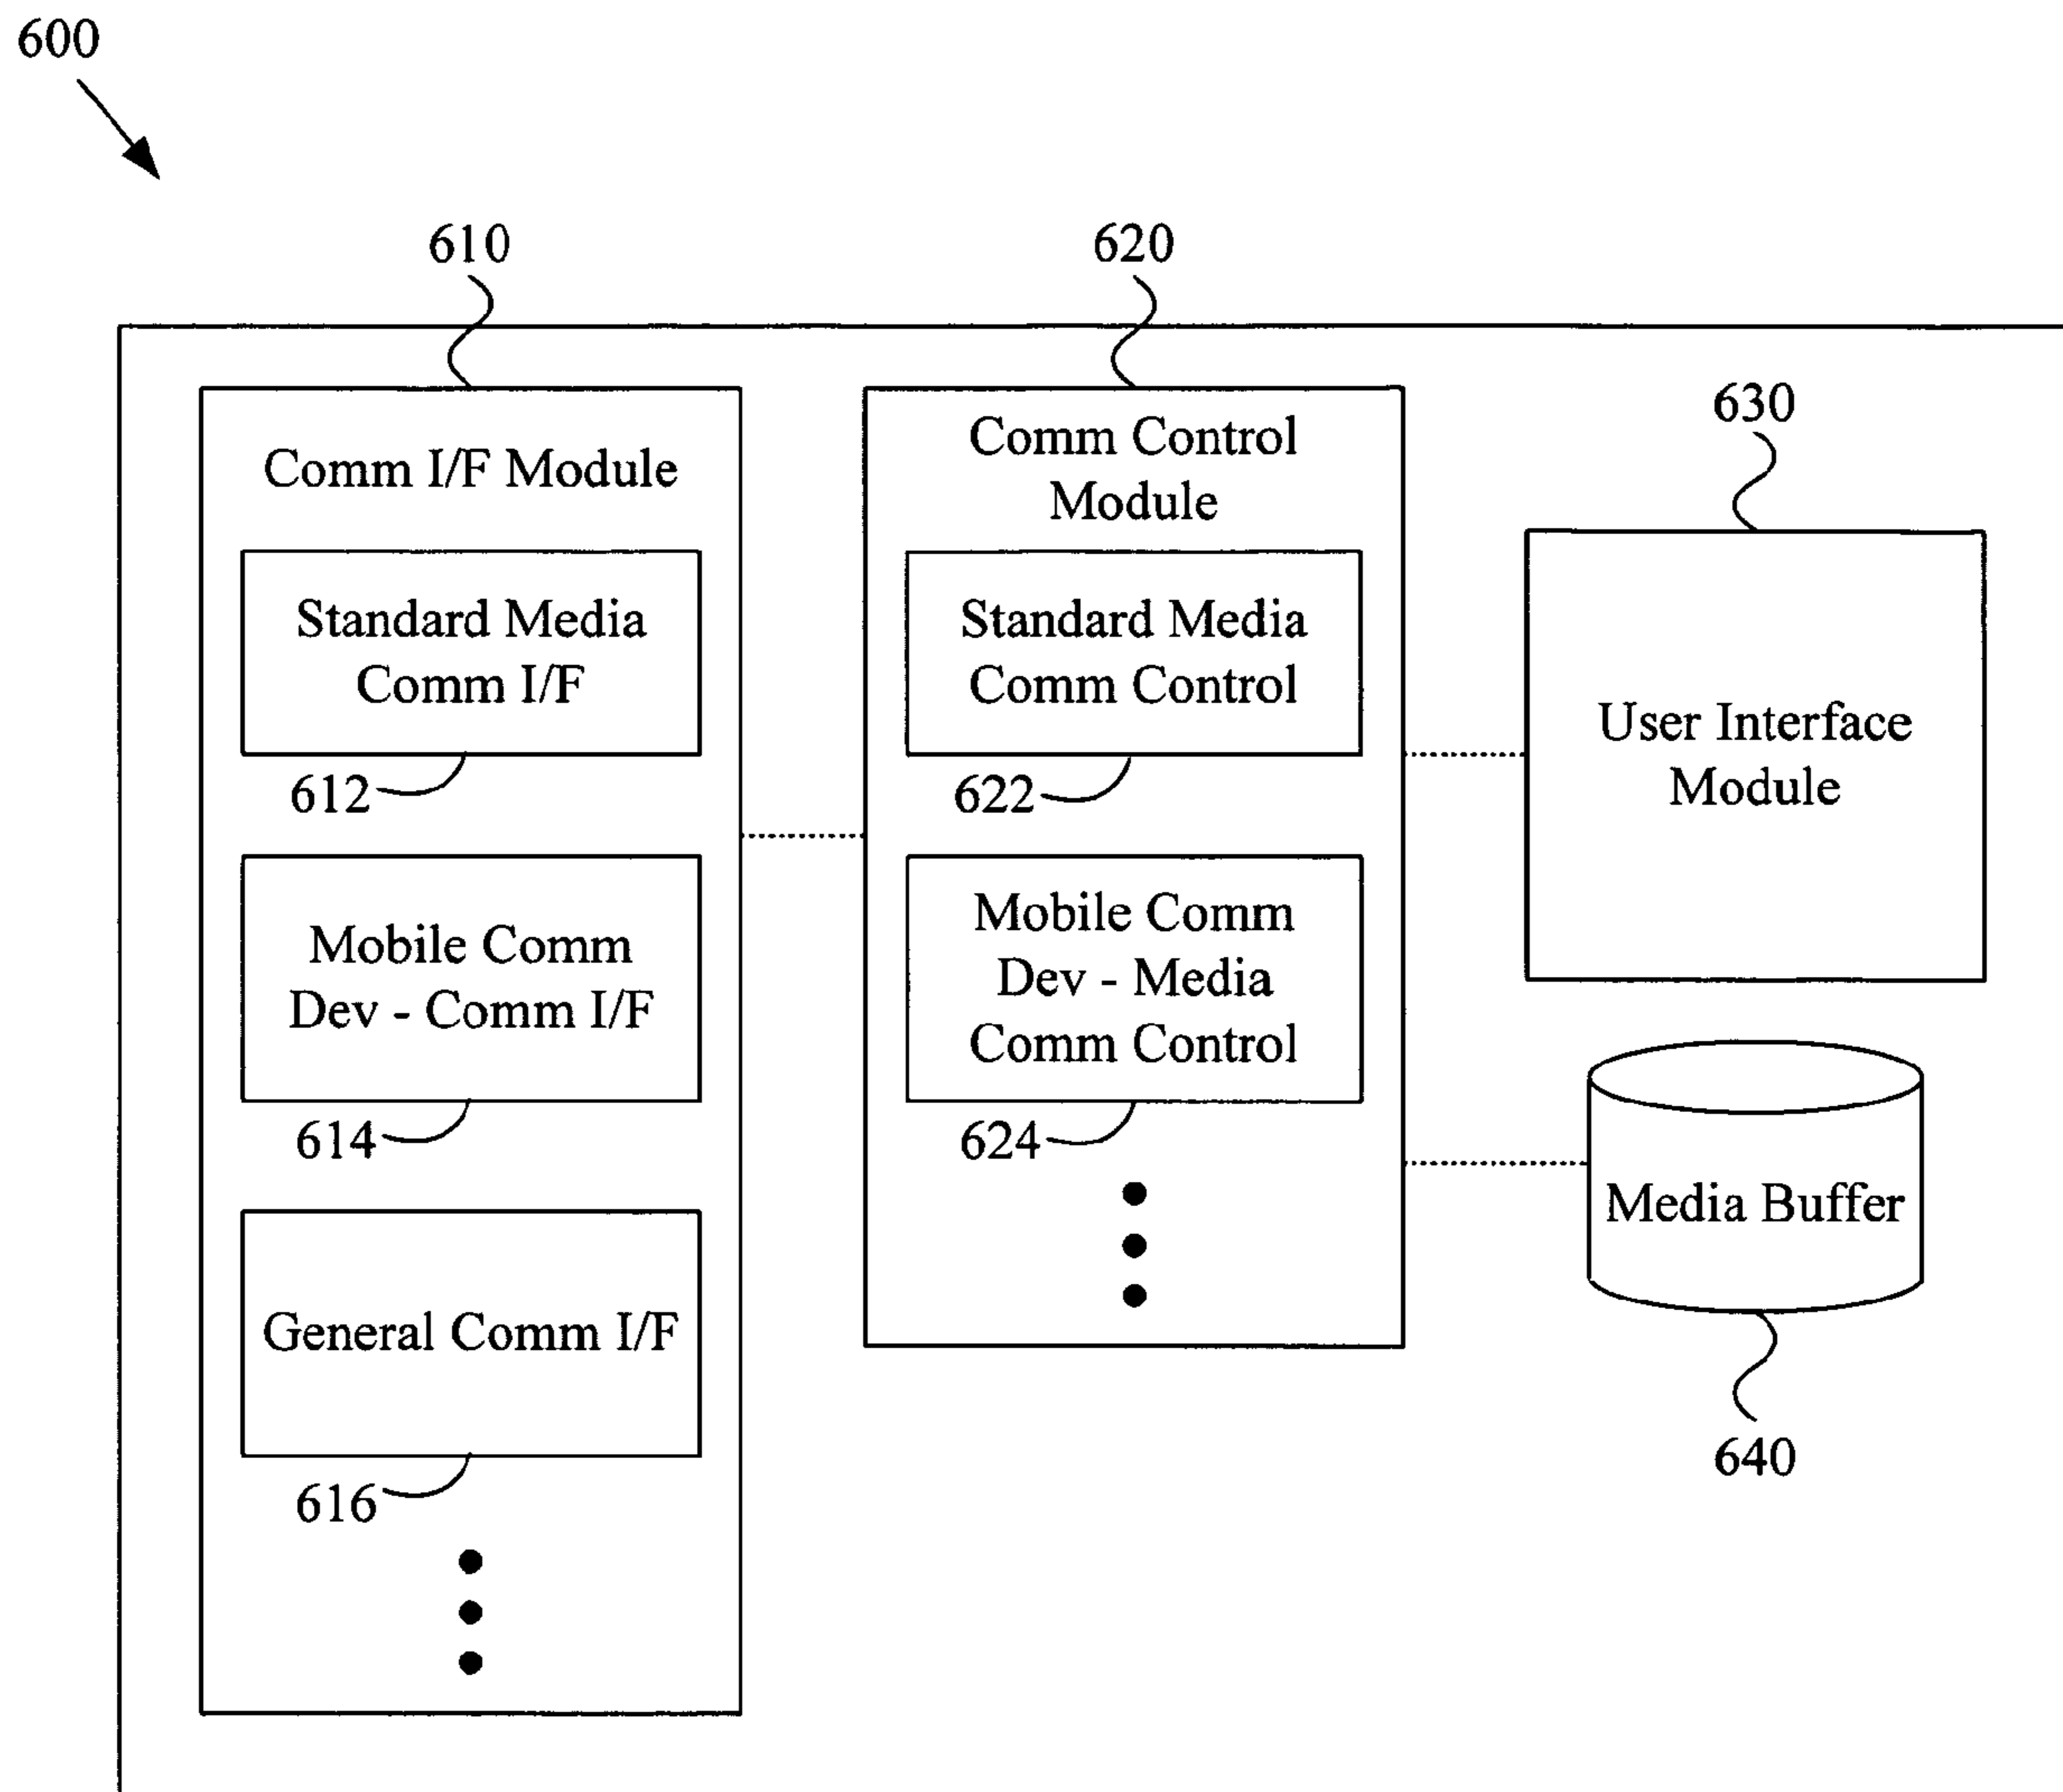 600
610
620
630
Comm I/F Module
Standard Media
Comm I/F
612
Mobile Comm
Dev - Comm I/F
614
General Comm I/F
616
Comm Control
Module
Standard Media
Comm Control
622
Mobile Comm
Dev - Media
Comm Control
624
User Interface
Module
Media Buffer
640